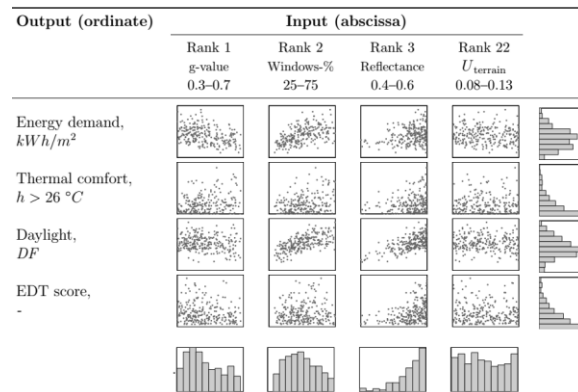 Output (ordinate) Input (abscissa)
Rank 1 Rank 2 Rank 3 Rank 22
g-value Windows-% Reflectance U_terrain
0.3–0.7 25–75 0.4–0.6 0.08–0.13
Energy demand,
kWh/m²
Thermal comfort,
h > 26 °C
Daylight,
DF
EDT score,
-